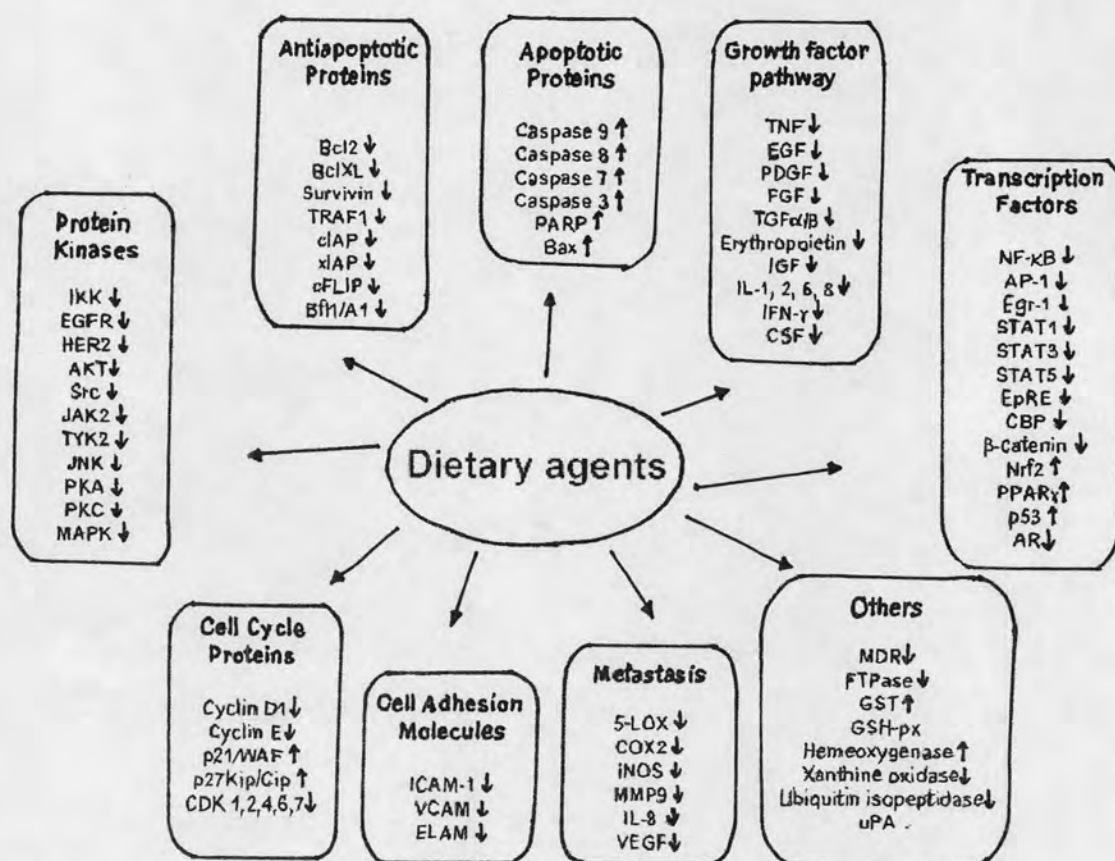 Antiapoptotic
Proteins
Bcl2 ↓
BclXL ↓
Survivin ↓
TRAF1 ↓
cIAP ↓
xIAP ↓
cFLIP ↓
Bfl1/A1 ↓
Apoptotic
Proteins
Caspase 9 ↑
Caspase 8 ↑
Caspase 7 ↑
Caspase 3 ↑
PARP ↑
Bax ↑
Growth factor
pathway
TNF ↓
EGF ↓
PDGF ↓
FGF ↓
TGFα/β ↓
Erythropoietin ↓
IGF ↓
IL-1, 2, 6, 8 ↓
IFN-γ ↓
CSF ↓
Transcription
Factors
NF-κB ↓
AP-1 ↓
Egr-1 ↓
STAT1 ↓
STAT3 ↓
STAT5 ↓
EpRE ↓
CBP ↓
β-catenin ↓
Nrf2 ↑
PPARγ ↑
p53 ↑
AR ↓
Protein
Kinases
IKK ↓
EGFR ↓
HER2 ↓
AKT ↓
Src ↓
JAK2 ↓
TYK2 ↓
JNK ↓
PKA ↓
PKC ↓
MAPK ↓
Dietary agents
Cell Cycle
Proteins
Cyclin D1 ↓
Cyclin E ↓
p21/WAF ↑
p27Kip/Cip ↑
CDK 1,2,4,6,7 ↓
Cell Adhesion
Molecules
ICAM-1 ↓
VCAM ↓
ELAM ↓
Metastasis
5-LOX ↓
COX2 ↓
iNOS ↓
MMP9 ↓
IL-8 ↓
VEGF ↓
Others
MDR ↓
FTPase ↓
GST ↑
GSH-px
Hemeoxygenase ↑
Xanthine oxidase ↓
Ubiquitin isopeptidase ↓
uPA